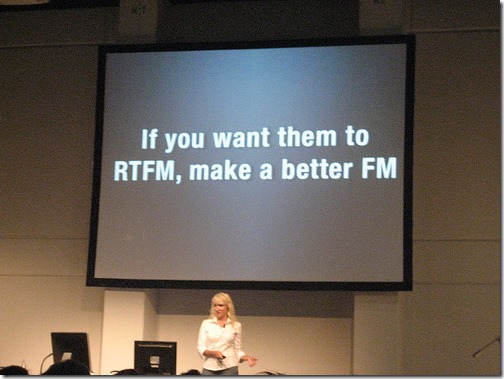 If you want them to
RTFM, make a better FM